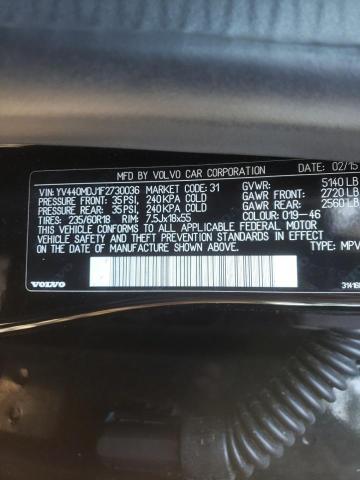 MFD BY VOLVO CAR CORPORATION DATE 02/15
VIN: YV440MDJ1F2730036 MARKET CODE: 31 GVWR: 5140 LB
PRESSURE FRONT: 35 PSI, 240 KPA COLD GAWR FRONT: 2720 LB
PRESSURE REAR: 35 PSI, 240 KPA COLD GAWR REAR: 2560 LB
TIRES: 235/60R18 7.5Jx18x55 COLOUR: 019-46
THIS VEHICLE CONFORMS TO ALL APPLICABLE FEDERAL MOTOR
VEHICLE SAFETY AND THEFT PREVENTION STANDARDS IN EFFECT
ON THE DATE OF MANUFACTURE SHOWN ABOVE. TYPE: MPV
VOLVO